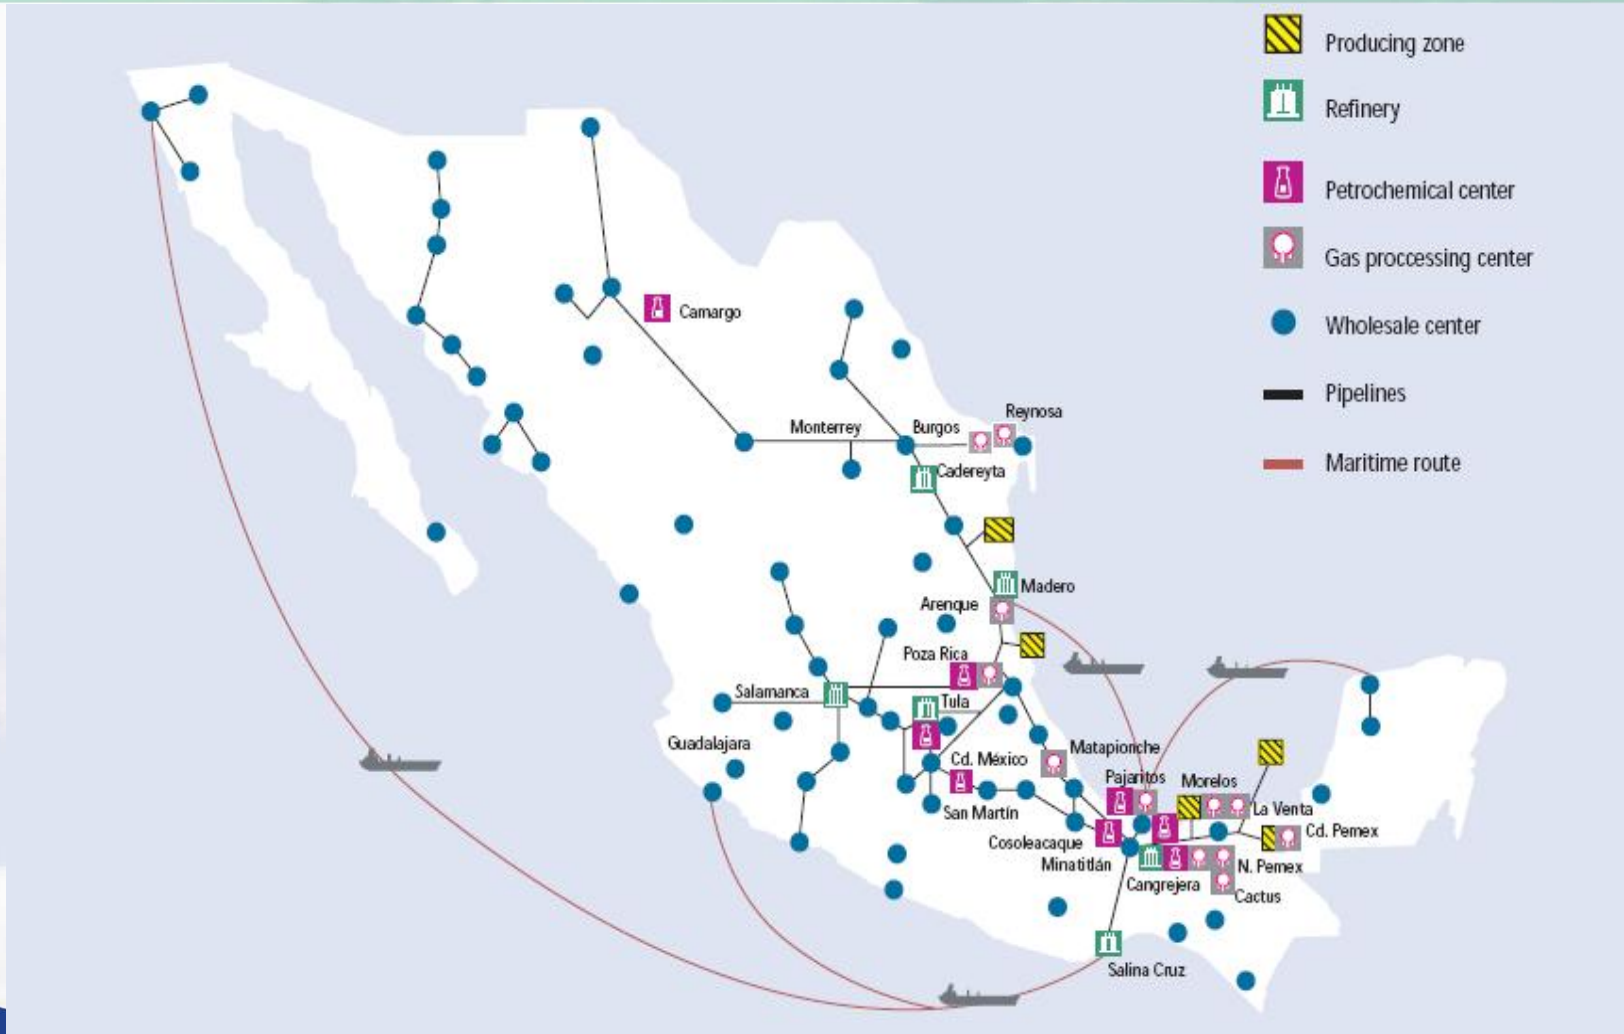 Producing zone
Refinery
Petrochemical center
Gas proccessing center
Wholesale center
Pipelines
Maritime route
Camargo
Reynosa
Monterrey
Burgos
Cadereyta
Madero
Arenque
Poza Rica
Salamanca
Tula
Guadalajara
Cd. México
Matapionche
Pajaritos
Morelos
San Martín
La Venta
Cd. Pemex
Cosoleacaque
Minatitlán
N. Pemex
Cangrejera
Cactus
Salina Cruz